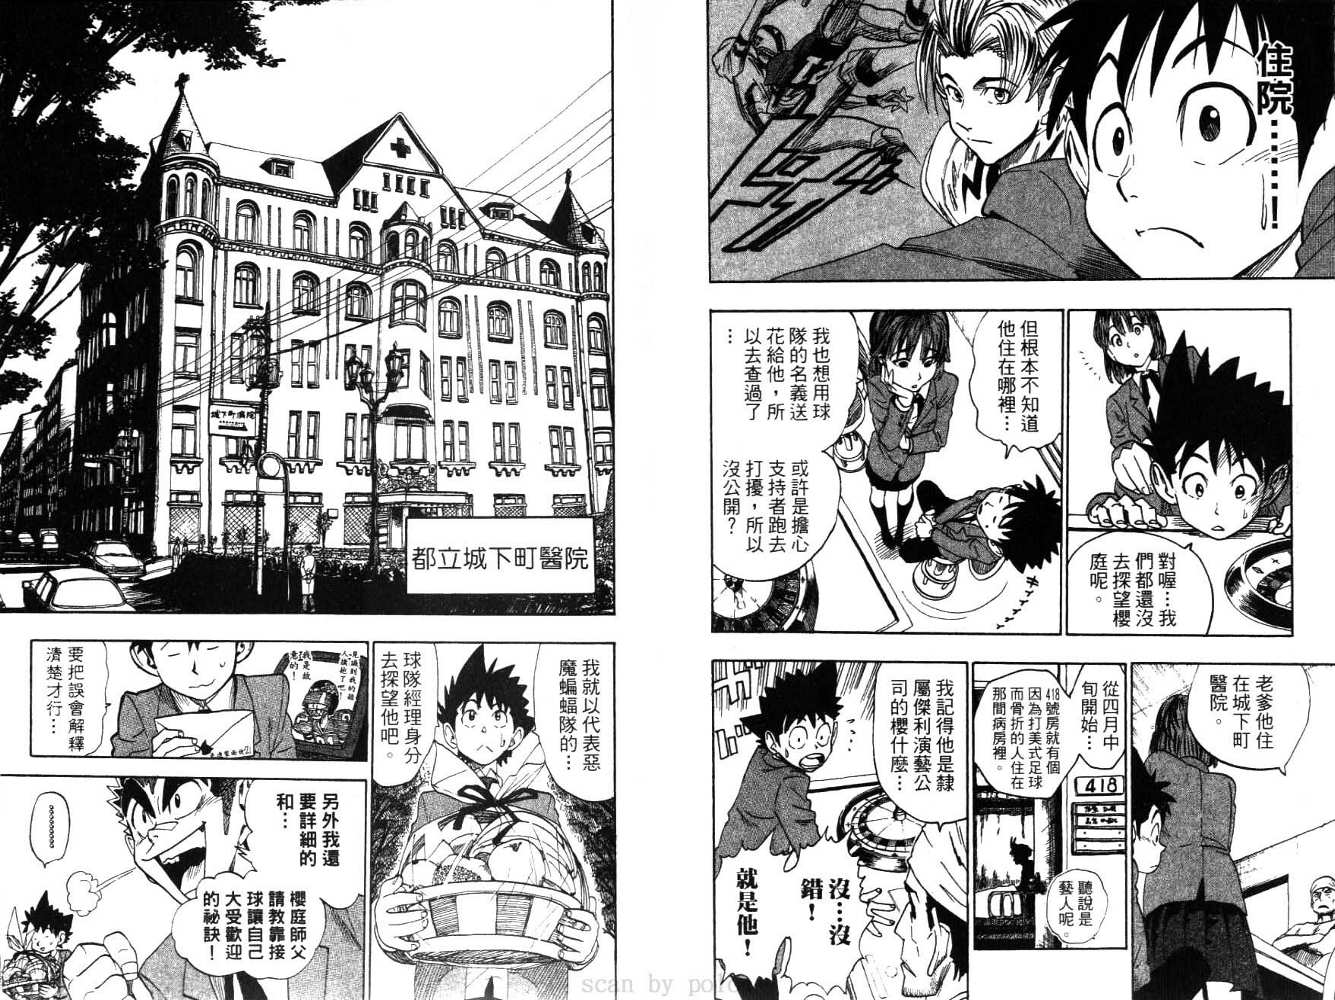 住院………！
對喔…我
們都還沒
去探望櫻
庭呢。
但根本不知道
他住在哪裡…
我也想用球
隊的名義送
花給他，所
以去查過了
…
或許是擔心
支持者跑去
打擾，所以
沒公開？
老爹他住
在城下町
醫院。
從四月中
旬開始…
418號房就有個
因為打美式足球
而骨折的人住在
那間病房裡。
418
聽說是
藝人呢。
我記得他是隸
屬傑利演藝公
司的櫻什麼…
沒…沒
錯！
就是他！
城下町病院
都立城下町醫院
我就以代表惡
魔蝙蝠隊的…
球隊經理身分
去探望他吧。
要把誤會解釋
清楚才行…
另外我還
要詳細的
和…
櫻庭師父
請教靠接
球讓自己
大受歡迎
的祕訣！
scan by